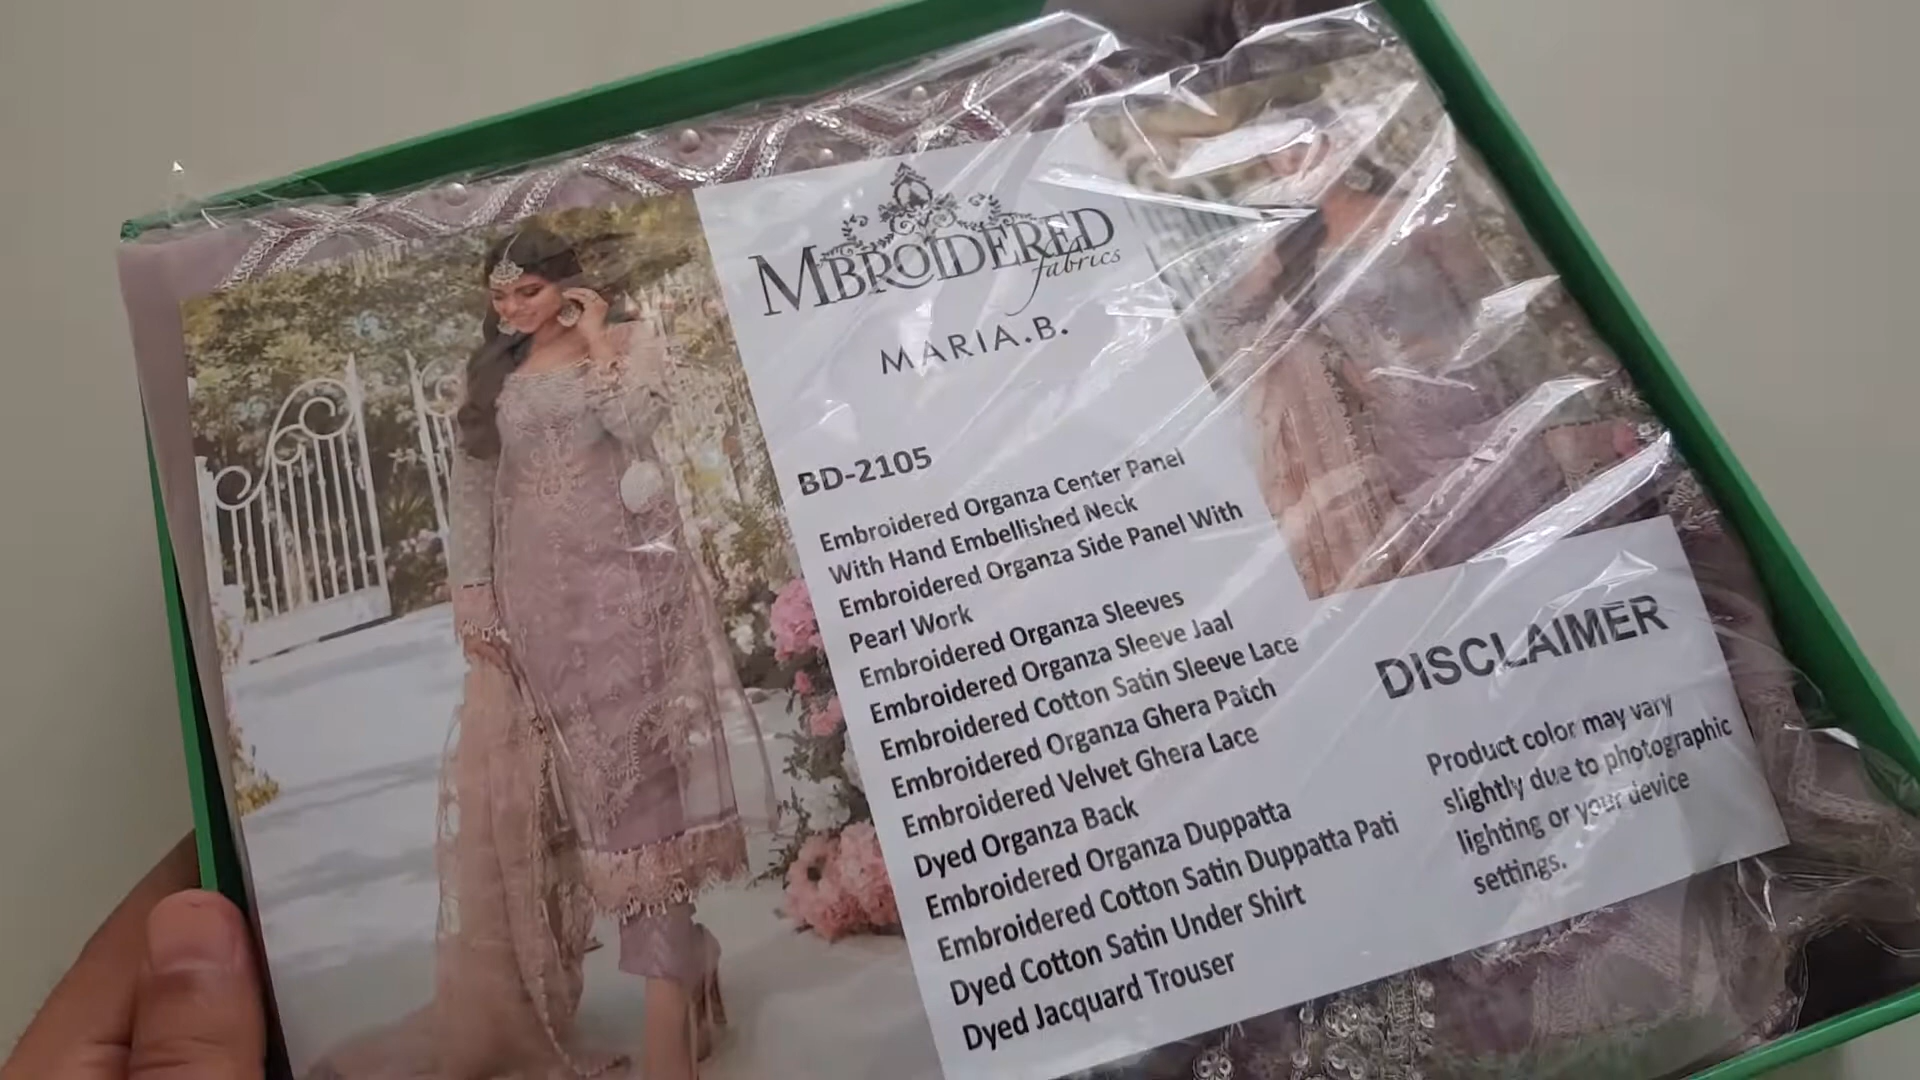 MBROIDERED
fabrics
MARIA.B.
BD-2105
Embroidered Organza Center Panel
With Hand Embellished Neck
Embroidered Organza Side Panel With
Pearl Work
Embroidered Organza Sleeves
Embroidered Organza Sleeve Jaal
Embroidered Cotton Satin Sleeve Lace
Embroidered Organza Ghera Patch
Embroidered Velvet Ghera Lace
Dyed Organza Back
Embroidered Organza Duppatta
Embroidered Cotton Satin Duppatta Pati
Dyed Cotton Satin Under Shirt
Dyed Jacquard Trouser
DISCLAIMER
Product color may vary
slightly due to photographic
lighting or your device
settings.